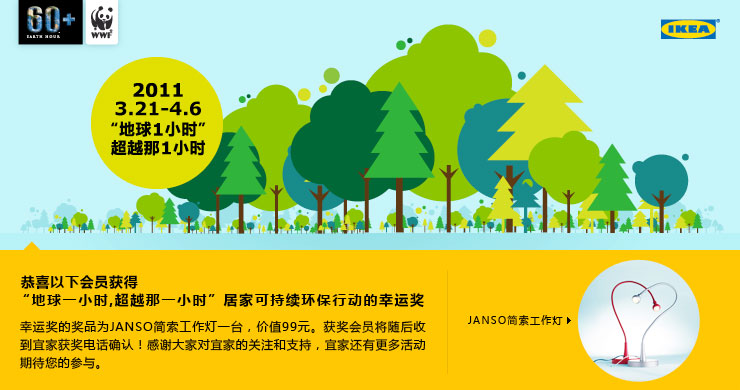 60+
EARTH HOUR
WWF
IKEA
2011
3.21-4.6
“地球1小时”
超越那1小时
恭喜以下会员获得
“地球一小时,超越那一小时”居家可持续环保行动的幸运奖
幸运奖的奖品为JANSO简索工作灯一台，价值99元。获奖会员将随后收
到宜家获奖电话确认！感谢大家对宜家的关注和支持，宜家还有更多活动
期待您的参与。
JANSO简索工作灯